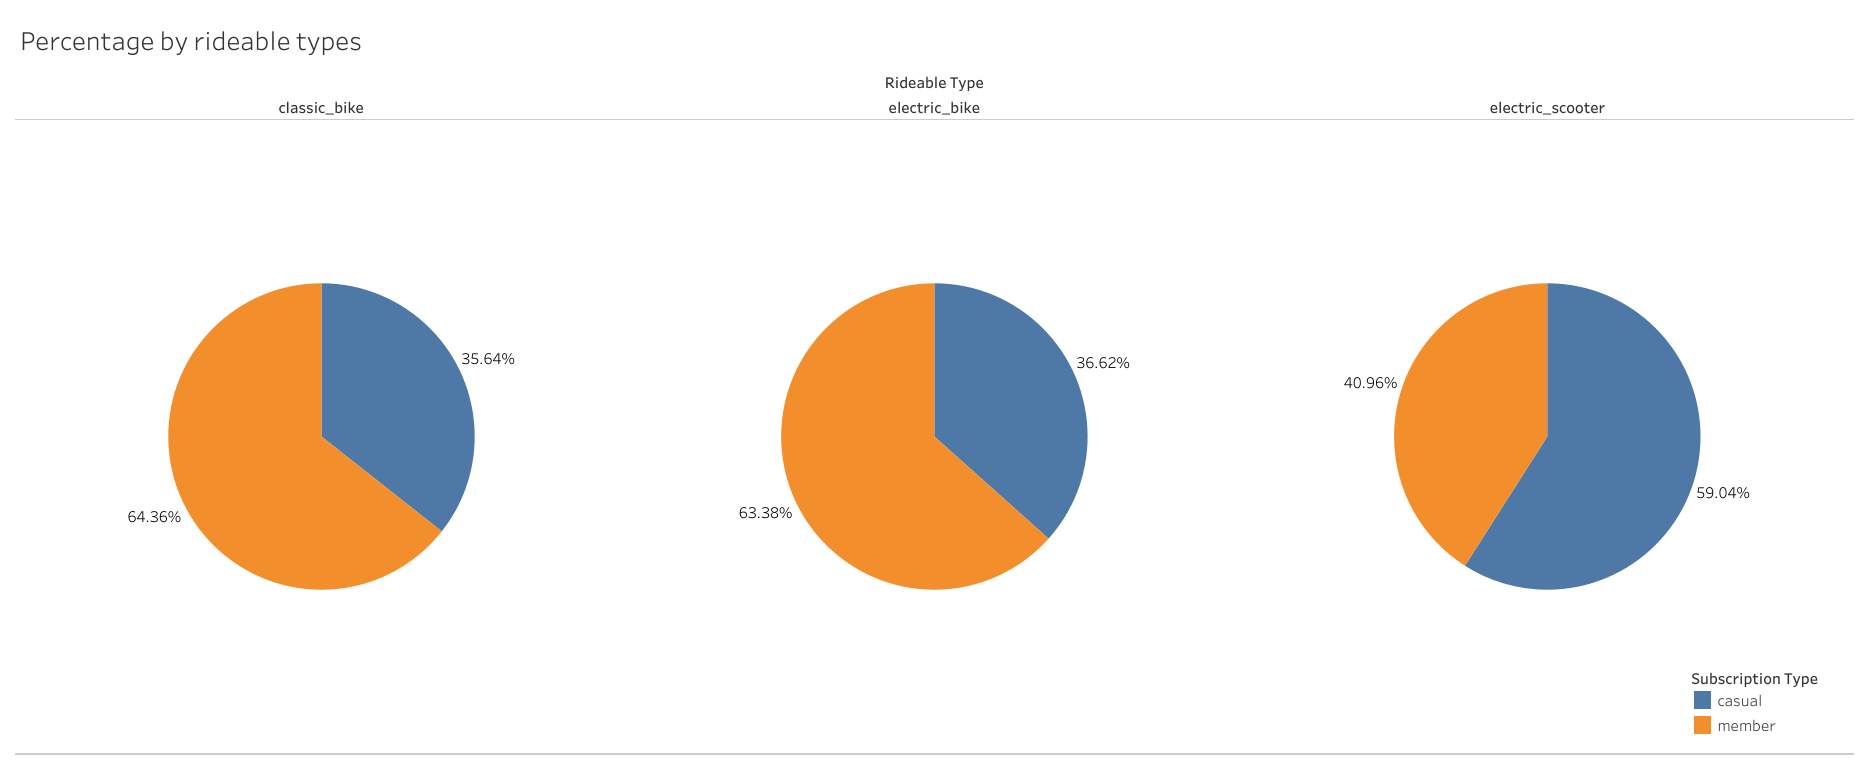 Percentage by rideable types
Rideable Type
classic_bike
electric_bike
electric_scooter
35.64%
64.36%
36.62%
63.38%
40.96%
59.04%
Subscription Type
casual
member